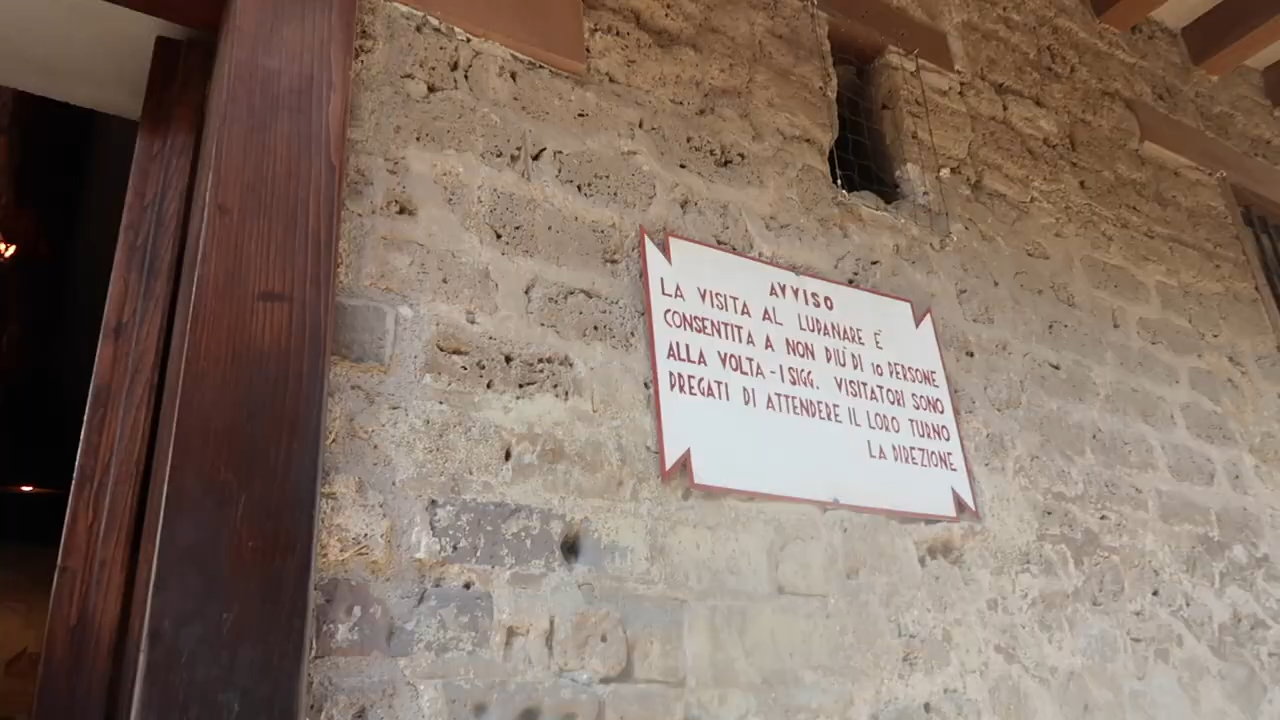 AVVISO
LA VISITA AL LUPANARE È
CONSENTITA A NON PIÙ DI 10 PERSONE
ALLA VOLTA - I SIGG. VISITATORI SONO
PREGATI DI ATTENDERE IL LORO TURNO
LA DIREZIONE